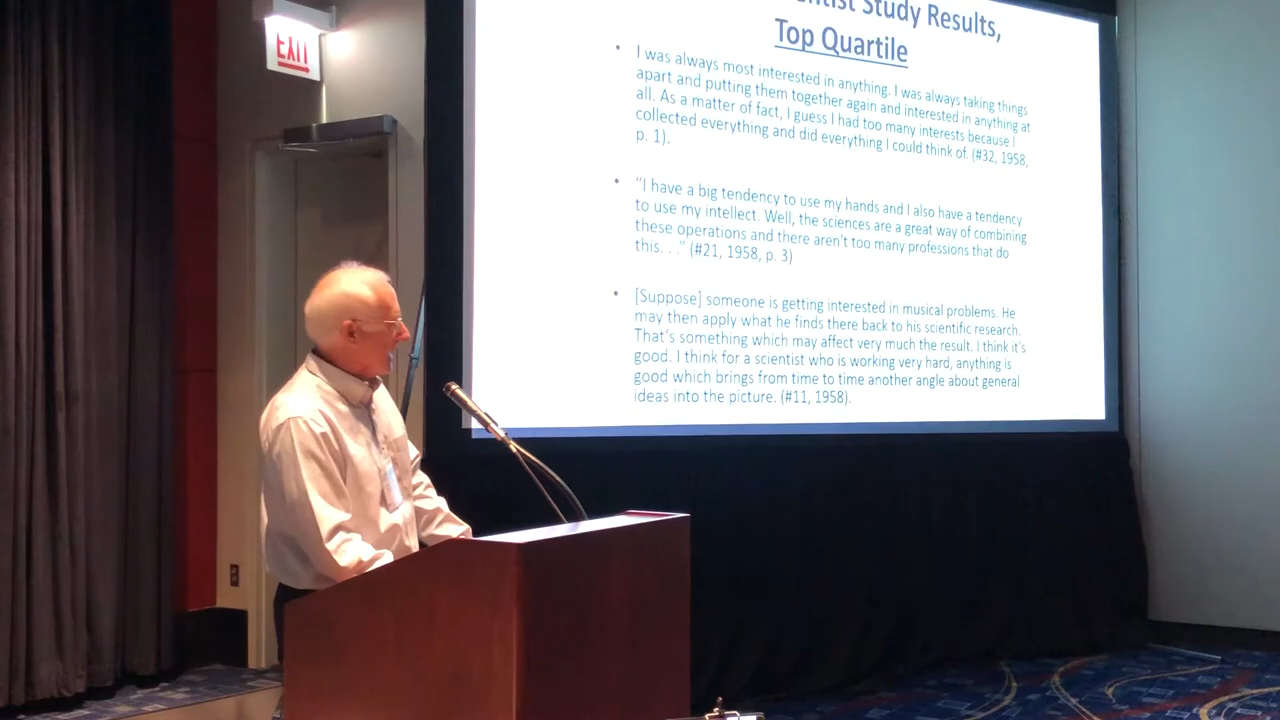 EXIT
Study Results,
Top Quartile
• I was always most interested in anything. I was always taking things
apart and putting them together again and interested in anything at
all. As a matter of fact, I guess I had too many interests because I
collected everything and did everything I could think of. (#32, 1958,
p. 1).
• “I have a big tendency to use my hands and I also have a tendency
to use my intellect. Well, the sciences are a great way of combining
these operations and there aren't too many professions that do
this. . .” (#21, 1958, p. 3)
• [Suppose] someone is getting interested in musical problems. He
may then apply what he finds there back to his scientific research.
That's something which may affect very much the result. I think it's
good. I think for a scientist who is working very hard, anything is
good which brings from time to time another angle about general
ideas into the picture. (#11, 1958).